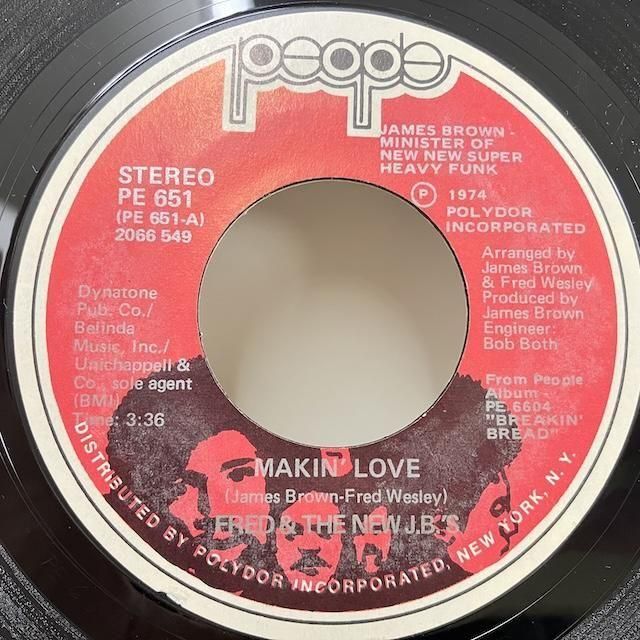 people
JAMES BROWN -
MINISTER OF
NEW NEW SUPER
HEAVY FUNK
STEREO
PE 651
(PE 651-A)
2066 549
Ⓟ 1974
POLYDOR
INCORPORATED
Arranged by
James Brown
& Fred Wesley
Produced by
James Brown
Engineer:
Bob Both
Dynatone
Pub. Co./
Belinda
Music, Inc./
Unichappell &
Co., sole agent
(BMI)
Time: 3:36
From People
Album -
PE 6604
"BREAKIN'
BREAD"
MAKIN' LOVE
(James Brown-Fred Wesley)
FRED & THE NEW J.B.'S
DISTRIBUTED BY POLYDOR INCORPORATED, NEW YORK, N.Y.